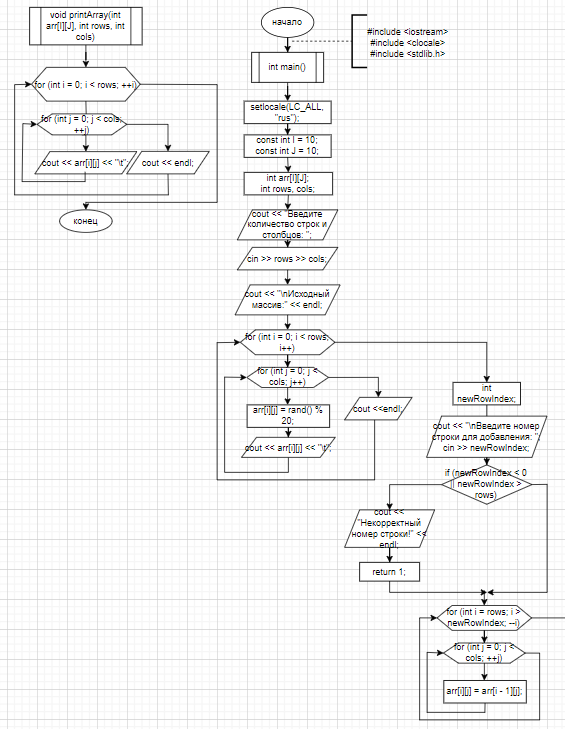 void printArray(int
arr[I][J], int rows, int
cols)
for (int i = 0; i < rows; ++i)
for (int j = 0; j < cols;
++j)
cout << arr[i][j] << "\t";
cout << endl;
конец
начало
#include <iostream>
#include <clocale>
#include <stdlib.h>
int main()
setlocale(LC_ALL,
"rus");
const int I = 10;
const int J = 10;
int arr[I][J];
int rows, cols;
cout << "Введите
количество строк и
столбцов: ";
cin >> rows >> cols;
cout << "\nИсходный
массив:" << endl;
for (int i = 0; i < rows;
i++)
for (int j = 0; j <
cols; j++)
arr[i][j] = rand() %
20;
cout << arr[i][j] << "\t";
cout <<endl;
int
newRowIndex;
cout << "\nВведите номер
строки для добавления: ";
cin >> newRowIndex;
if (newRowIndex < 0
|| newRowIndex >
rows)
cout <<
"Некорректный
номер строки!" <<
endl;
return 1;
for (int i = rows; i >
newRowIndex; --i)
for (int j = 0; j <
cols; ++j)
arr[i][j] = arr[i - 1][j];